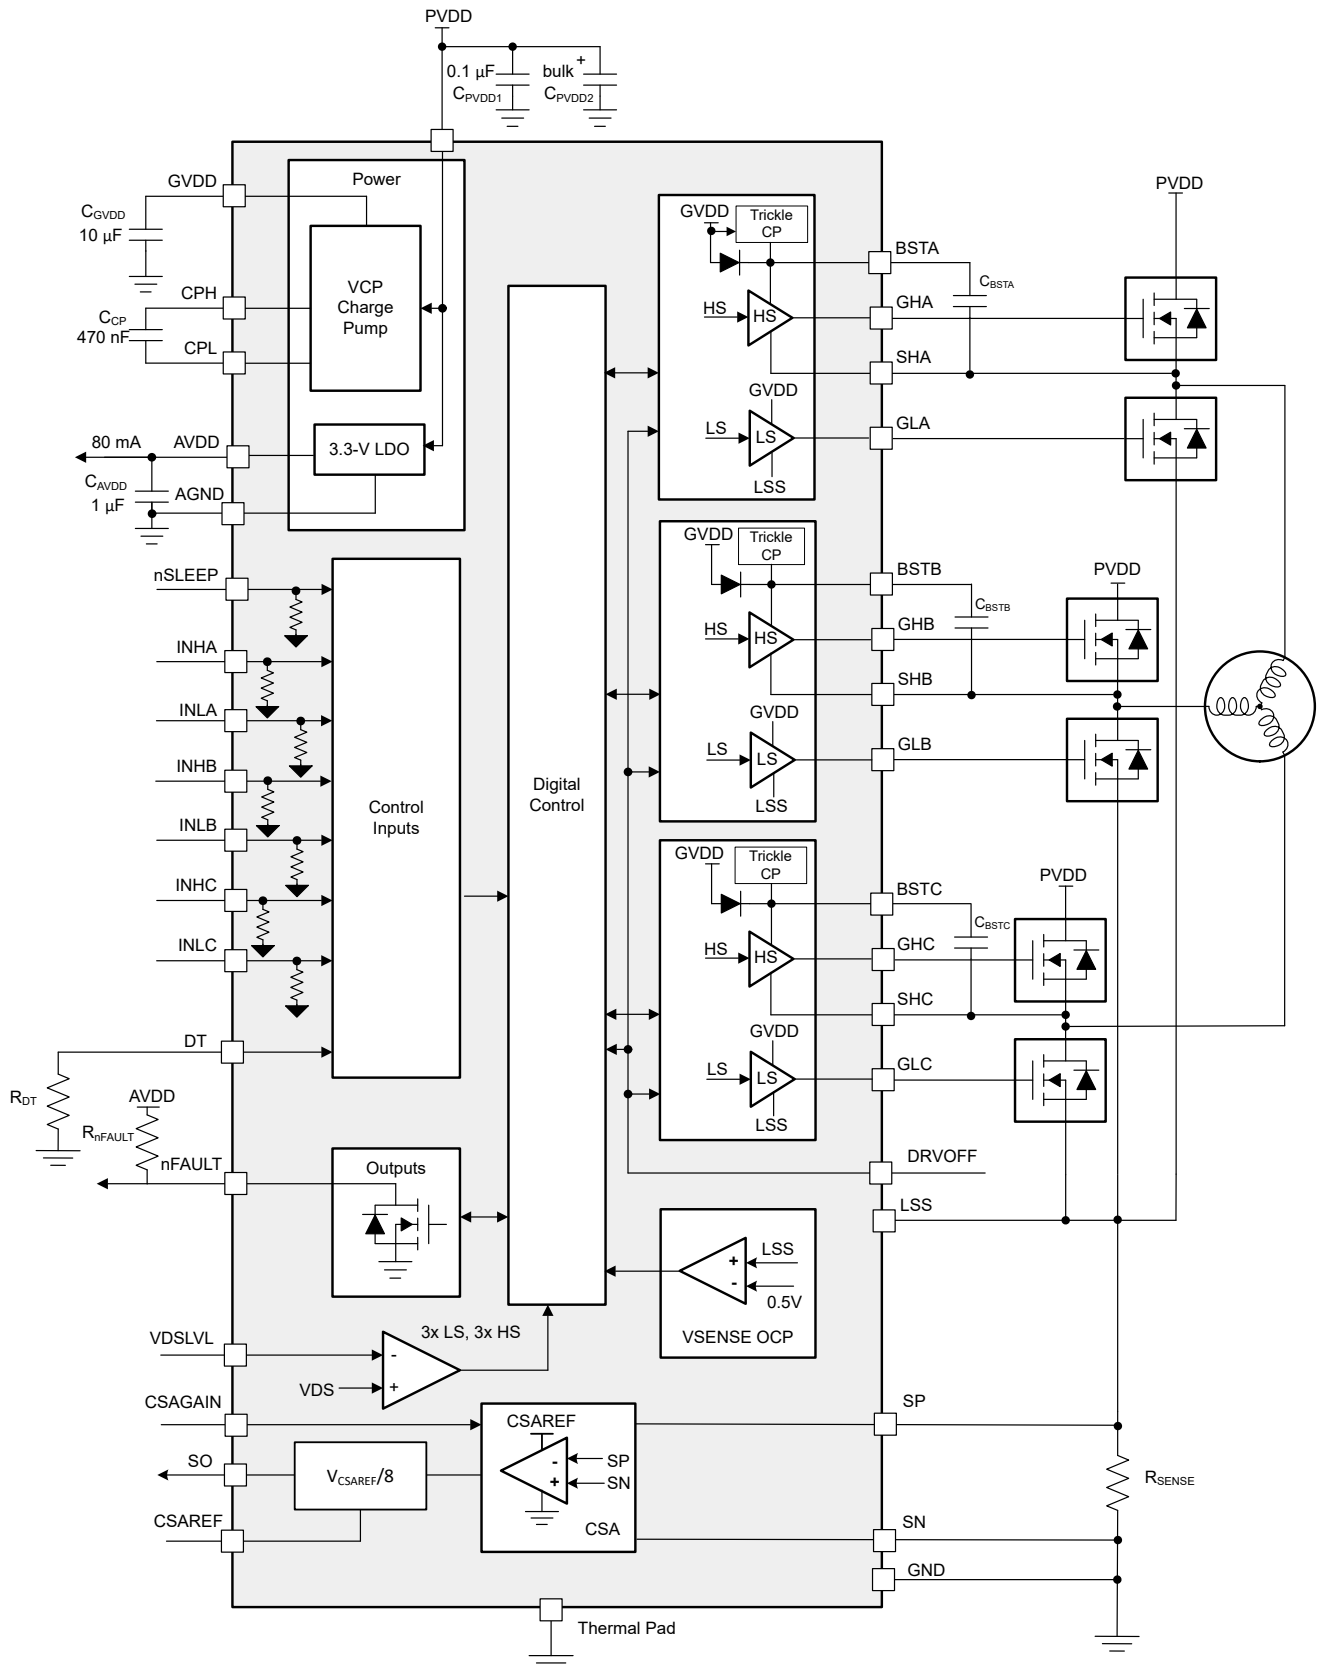 PVDD
0.1 µF
CPVDD1
bulk
+
CPVDD2
GVDD
CGVDD
10 µF
CPH
CCP
470 nF
CPL
80 mA
AVDD
CAVDD
1 µF
AGND
Power
VCP
Charge
Pump
3.3-V LDO
nSLEEP
INHA
INLA
INHB
INLB
INHC
INLC
DT
RDT
AVDD
RnFAULT
nFAULT
Control
Inputs
Outputs
Digital
Control
GVDD
Trickle
CP
HS
HS
GVDD
LS
LS
LSS
GVDD
Trickle
CP
HS
HS
GVDD
LS
LS
LSS
GVDD
Trickle
CP
HS
HS
GVDD
LS
LS
LSS
BSTA
CBSTA
GHA
SHA
GLA
PVDD
BSTB
CBSTB
GHB
SHB
GLB
PVDD
BSTC
CBSTC
GHC
SHC
GLC
PVDD
DRVOFF
LSS
+
LSS
-
0.5V
VSENSE OCP
VDSLVL
-
3x LS, 3x HS
VDS
+
CSAGAIN
SO
VCSAREF/8
CSAREF
CSAREF
-
SP
+
SN
CSA
SP
RSENSE
SN
GND
Thermal Pad